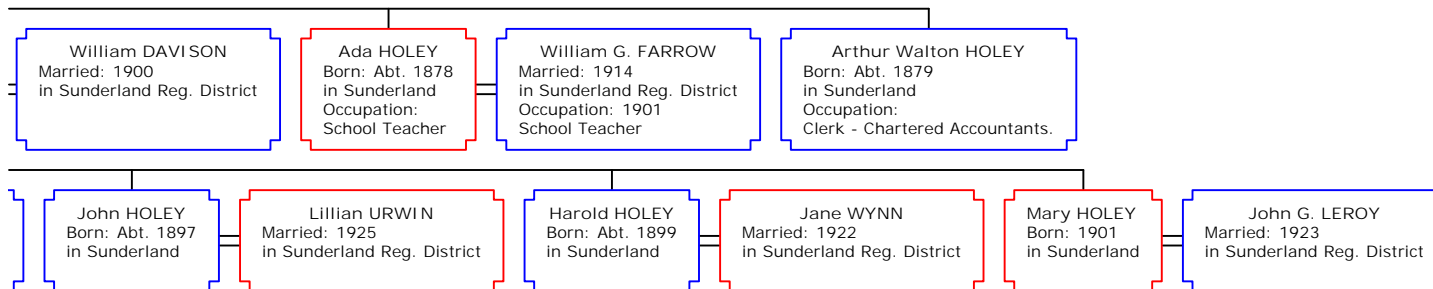 William DAVISON
Married: 1900
in Sunderland Reg. District
Ada HOLEY
Born: Abt. 1878
in Sunderland
Occupation:
School Teacher
William G. FARROW
Married: 1914
in Sunderland Reg. District
Occupation: 1901
School Teacher
Arthur Walton HOLEY
Born: Abt. 1879
in Sunderland
Occupation:
Clerk - Chartered Accountants.
John HOLEY
Born: Abt. 1897
in Sunderland
Lillian URWIN
Married: 1925
in Sunderland Reg. District
Harold HOLEY
Born: Abt. 1899
in Sunderland
Jane WYNN
Married: 1922
in Sunderland Reg. District
Mary HOLEY
Born: 1901
in Sunderland
John G. LEROY
Married: 1923
in Sunderland Reg. District